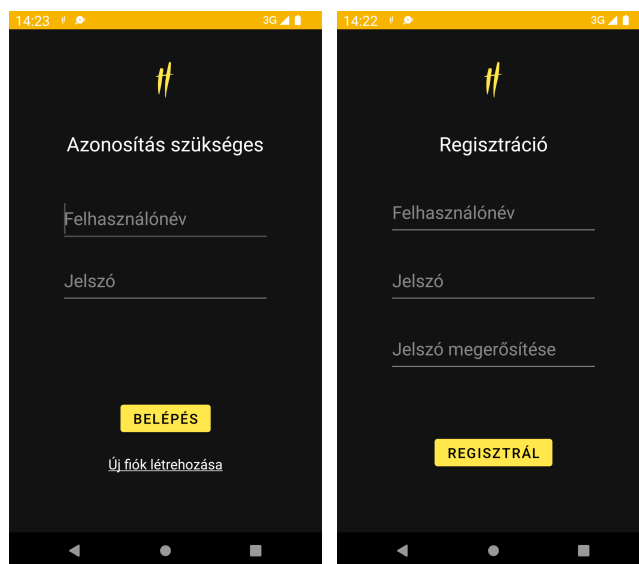 14:23
3G
Azonosítás szükséges
Felhasználónév
Jelszó
BELÉPÉS
Új fiók létrehozása
14:22
3G
Regisztráció
Felhasználónév
Jelszó
Jelszó megerősítése
REGISZTRÁL